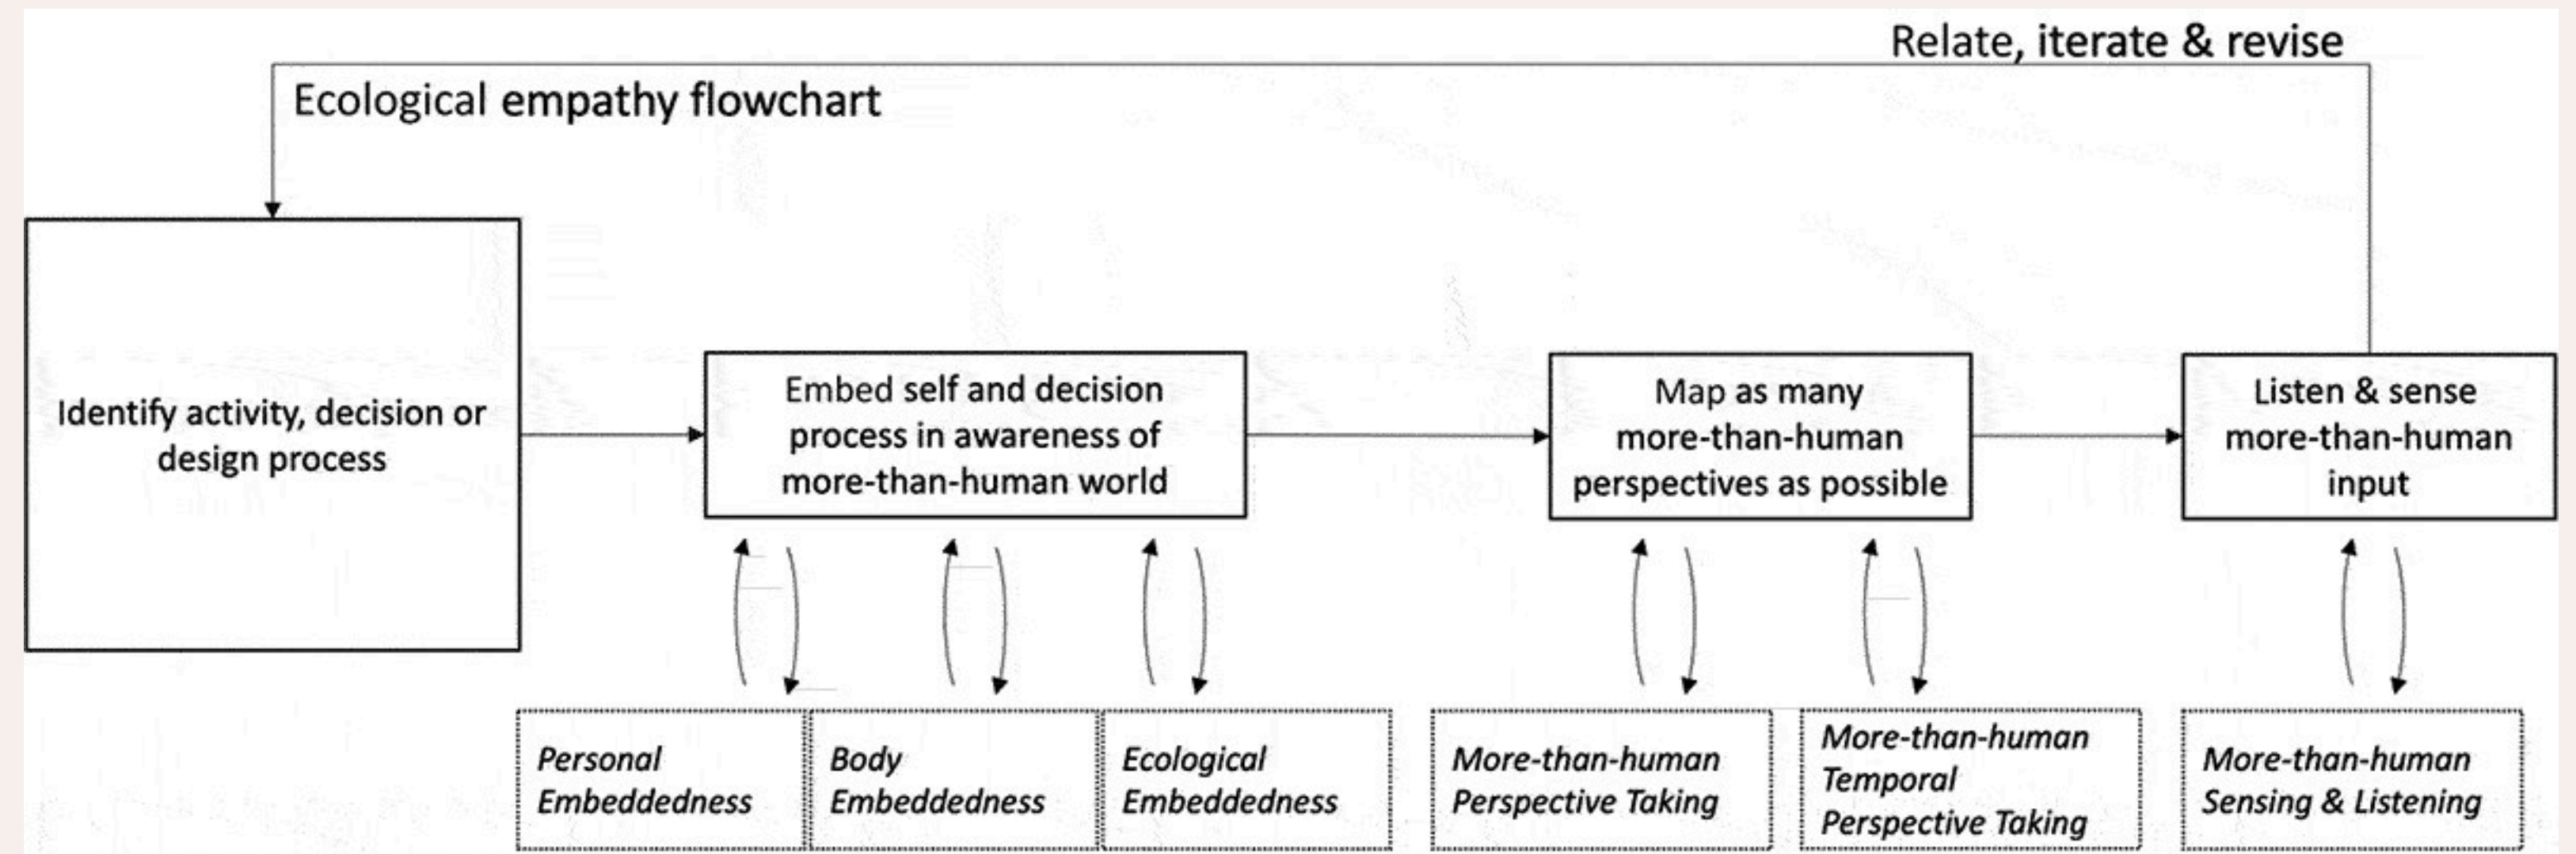 Relate, iterate & revise
Ecological empathy flowchart
Identify activity, decision or
design process
Embed self and decision
process in awareness of
more-than-human world
Map as many
more-than-human
perspectives as possible
Listen & sense
more-than-human
input
Personal
Embeddedness
Body
Embeddedness
Ecological
Embeddedness
More-than-human
Perspective Taking
More-than-human
Temporal
Perspective Taking
More-than-human
Sensing & Listening